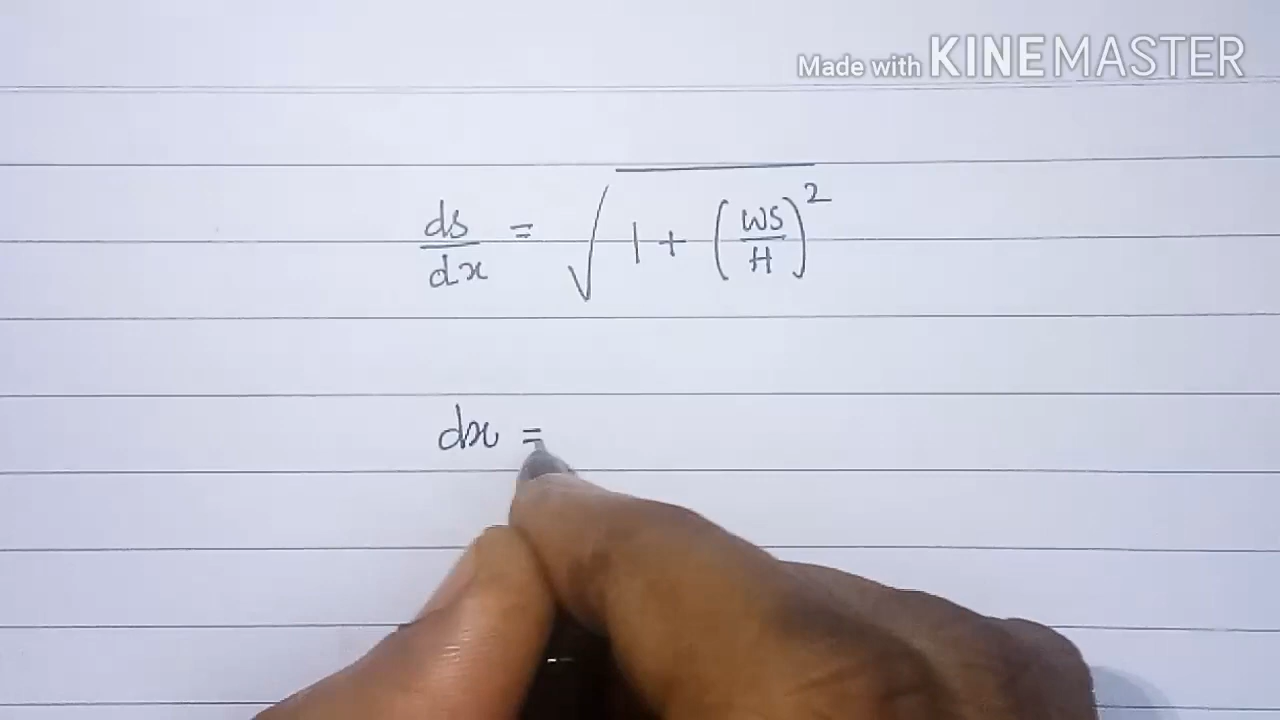 Made with KINEMASTER
ds/dx = √(1 + (WS/H)²)
dx =